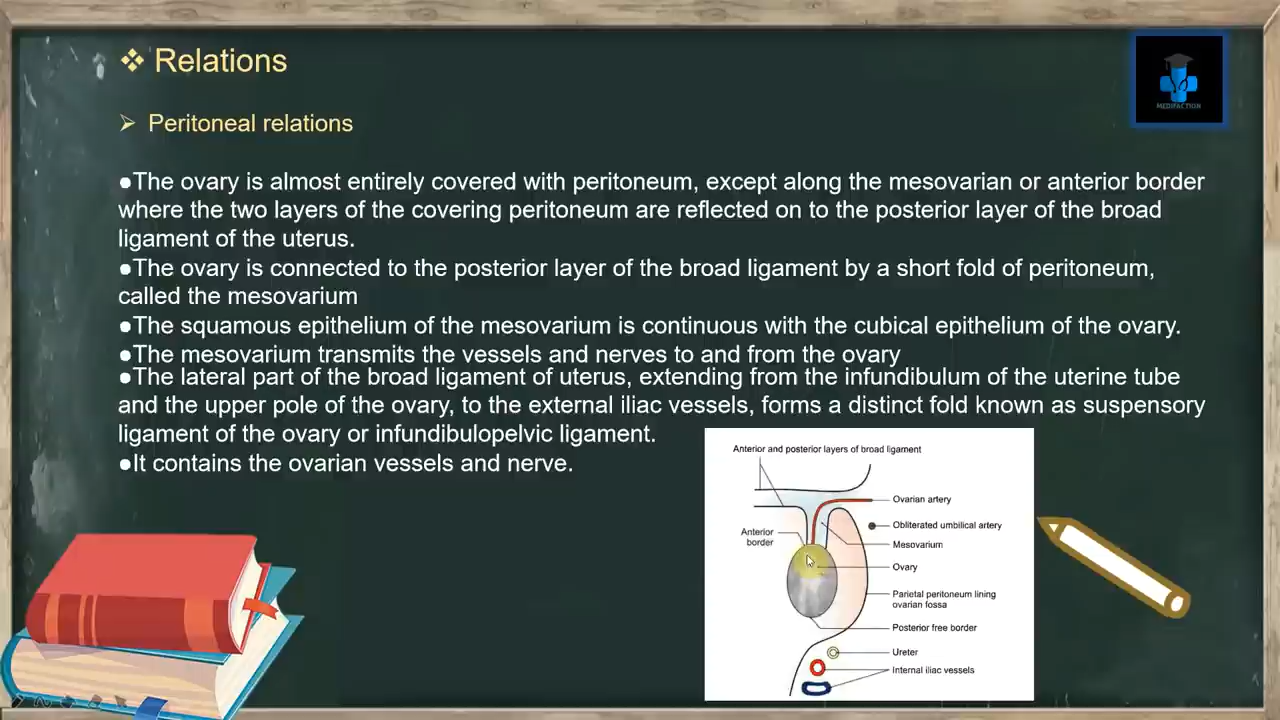 ❖ Relations
MEDIFACTION
➢ Peritoneal relations
●The ovary is almost entirely covered with peritoneum, except along the mesovarian or anterior border
where the two layers of the covering peritoneum are reflected on to the posterior layer of the broad
ligament of the uterus.
●The ovary is connected to the posterior layer of the broad ligament by a short fold of peritoneum,
called the mesovarium
●The squamous epithelium of the mesovarium is continuous with the cubical epithelium of the ovary.
●The mesovarium transmits the vessels and nerves to and from the ovary
●The lateral part of the broad ligament of uterus, extending from the infundibulum of the uterine tube
and the upper pole of the ovary, to the external iliac vessels, forms a distinct fold known as suspensory
ligament of the ovary or infundibulopelvic ligament.
●It contains the ovarian vessels and nerve.
Anterior and posterior layers of broad ligament
Ovarian artery
Obliterated umbilical artery
Anterior
border
Mesovarium
Ovary
Parietal peritoneum lining
ovarian fossa
Posterior free border
Ureter
Internal iliac vessels